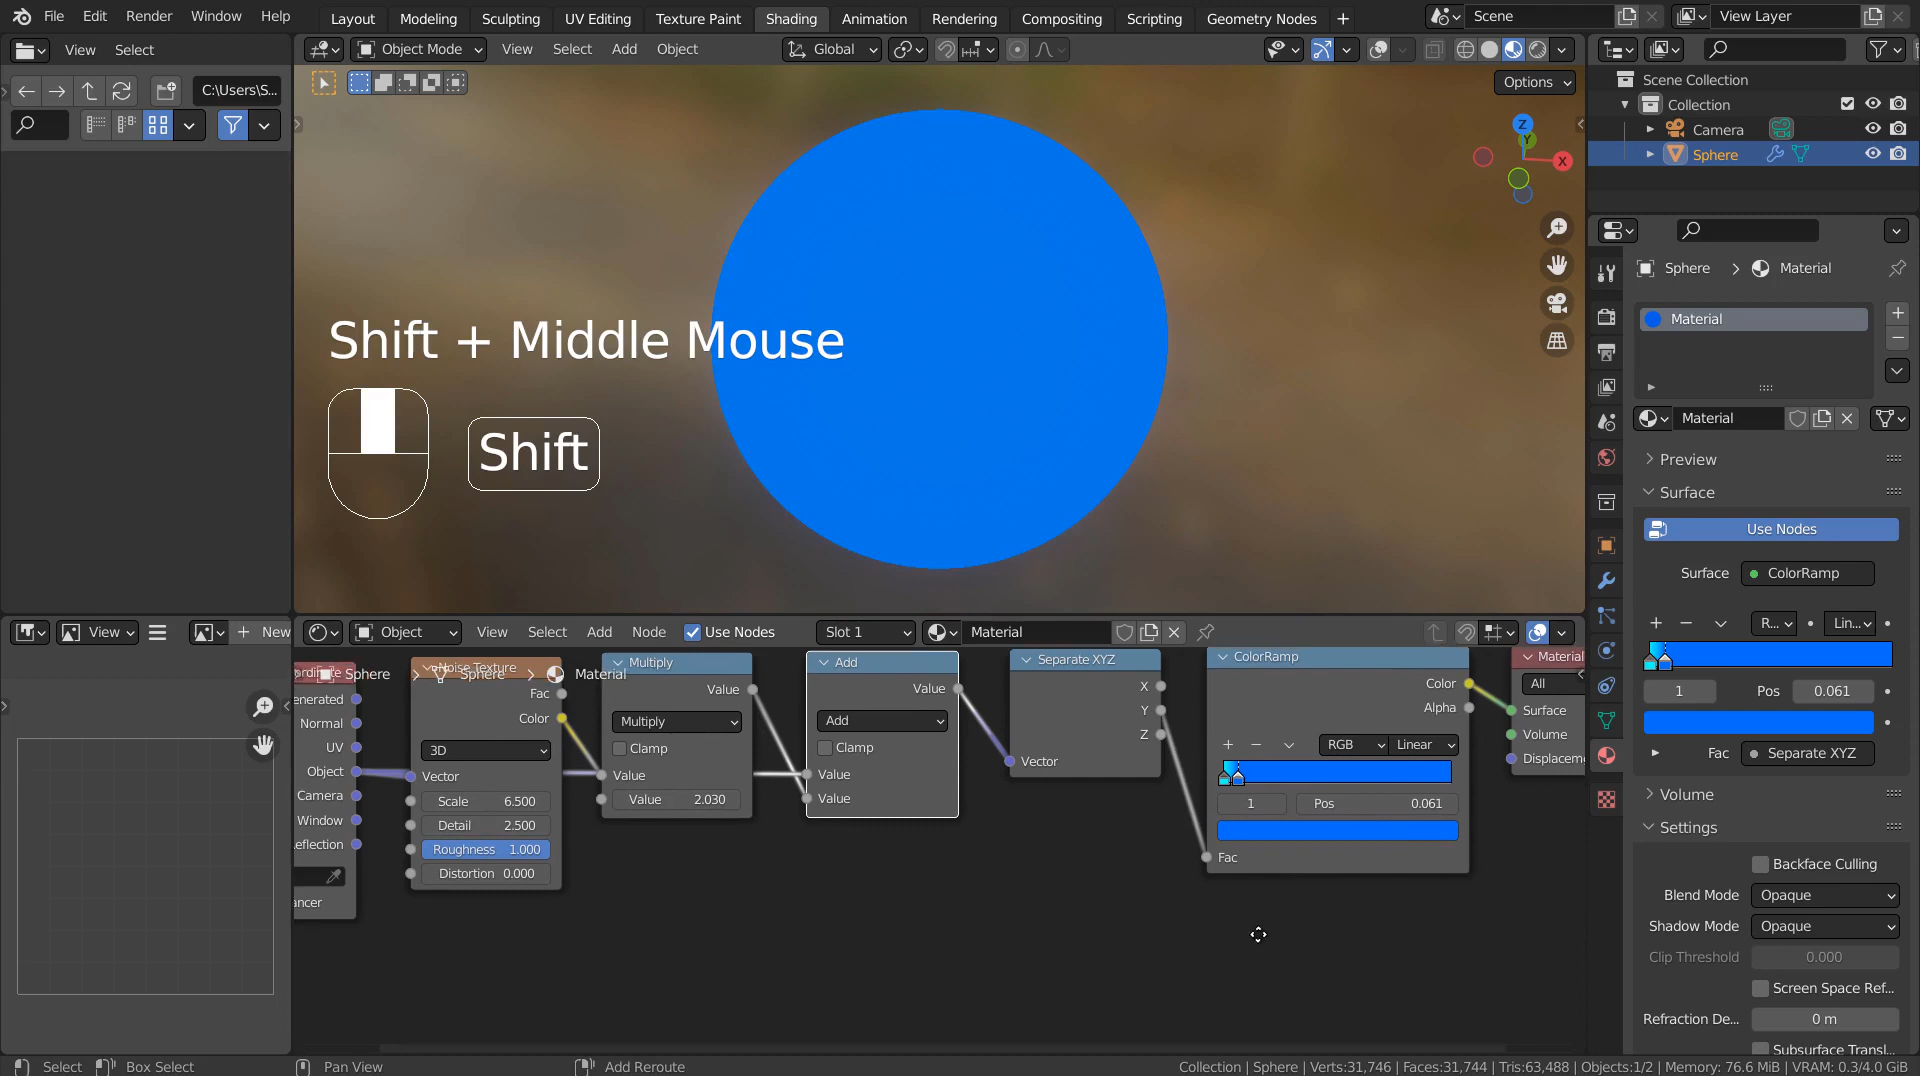 File Edit Render Window Help
Layout Modeling Sculpting UV Editing Texture Paint Shading Animation Rendering Compositing Scripting Geometry Nodes +
Scene
View Layer
View Select
Object Mode View Select Add Object
Global
C:\Users\S...
Options
Z
Y
X
Shift + Middle Mouse
Shift
Scene Collection
Collection
Camera
Sphere
Sphere > Material
Material
Material
Preview
Surface
Use Nodes
Surface ColorRamp
R... Lin...
1 Pos 0.061
Fac Separate XYZ
Volume
Settings
Backface Culling
Blend Mode Opaque
Shadow Mode Opaque
Clip Threshold 0.000
Screen Space Ref...
Refraction De... 0 m
Subsurface Transl...
View + New
Object View Select Add Node Use Nodes Slot 1 Material
Sphere > Sphere > Material
ordinate
enerated
Normal
UV
Object
Camera
Window
eflection
ancer
Noise Texture
Fac
Color
3D
Vector
Scale 6.500
Detail 2.500
Roughness 1.000
Distortion 0.000
Multiply
Value
Multiply
Clamp
Value
Value 2.030
Add
Value
Add
Clamp
Value
Value
Separate XYZ
X
Y
Z
Vector
ColorRamp
Color
Alpha
RGB Linear
1 Pos 0.061
Fac
Material
All
Surface
Volume
Displaceme
Select Box Select Pan View Add Reroute
Collection | Sphere | Verts:31,746 | Faces:31,744 | Tris:63,488 | Objects:1/2 | Memory: 76.6 MiB | VRAM: 0.3/4.0 GiB